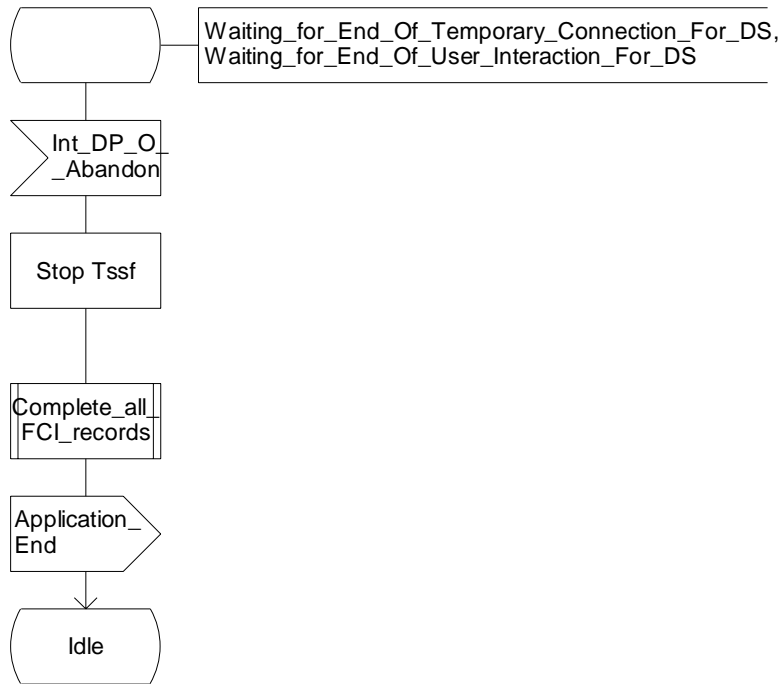 Waiting_for_End_Of_Temporary_Connection_For_DS,
Waiting_for_End_Of_User_Interaction_For_DS
Int_DP_O_
_Abandon
Stop Tssf
Complete_all_
FCI_records
Application_
End
Idle